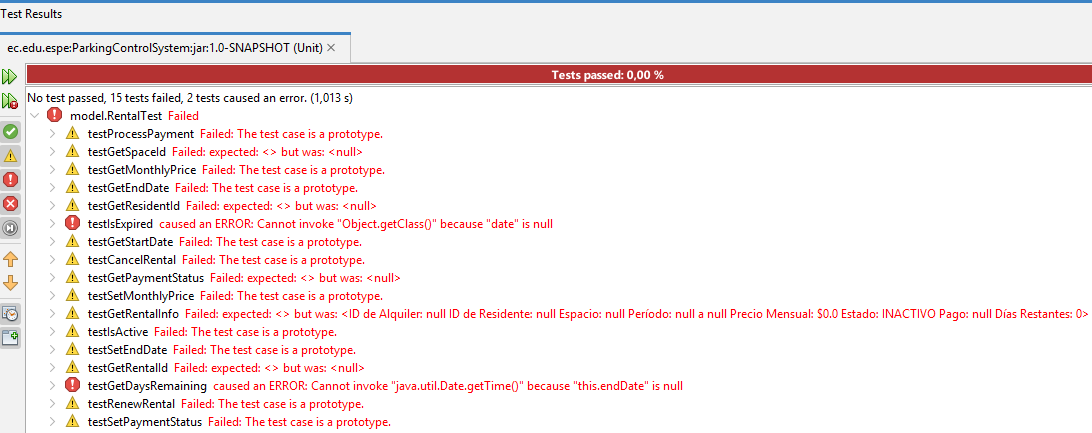 Test Results
ec.edu.espe:ParkingControlSystem:jar:1.0-SNAPSHOT (Unit)
Tests passed: 0,00 %
No test passed, 15 tests failed, 2 tests caused an error. (1,013 s)
model.RentalTest Failed
testProcessPayment Failed: The test case is a prototype.
testGetSpaceId Failed: expected: <> but was: <null>
testGetMonthlyPrice Failed: The test case is a prototype.
testGetEndDate Failed: The test case is a prototype.
testGetResidentId Failed: expected: <> but was: <null>
testIsExpired caused an ERROR: Cannot invoke "Object.getClass()" because "date" is null
testGetStartDate Failed: The test case is a prototype.
testCancelRental Failed: The test case is a prototype.
testGetPaymentStatus Failed: expected: <> but was: <null>
testSetMonthlyPrice Failed: The test case is a prototype.
testGetRentalInfo Failed: expected: <> but was: <ID de Alquiler: null ID de Residente: null Espacio: null Período: null a null Precio Mensual: $0.0 Estado: INACTIVO Pago: null Días Restantes: 0>
testIsActive Failed: The test case is a prototype.
testSetEndDate Failed: The test case is a prototype.
testGetRentalId Failed: expected: <> but was: <null>
testGetDaysRemaining caused an ERROR: Cannot invoke "java.util.Date.getTime()" because "this.endDate" is null
testRenewRental Failed: The test case is a prototype.
testSetPaymentStatus Failed: The test case is a prototype.